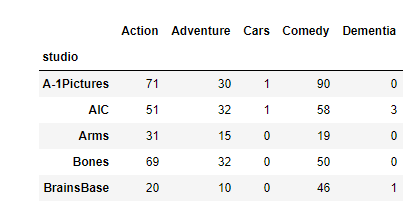 Action Adventure Cars Comedy Dementia
studio
A-1Pictures 71 30 1 90 0
AIC 51 32 1 58 3
Arms 31 15 0 19 0
Bones 69 32 0 50 0
BrainsBase 20 10 0 46 1